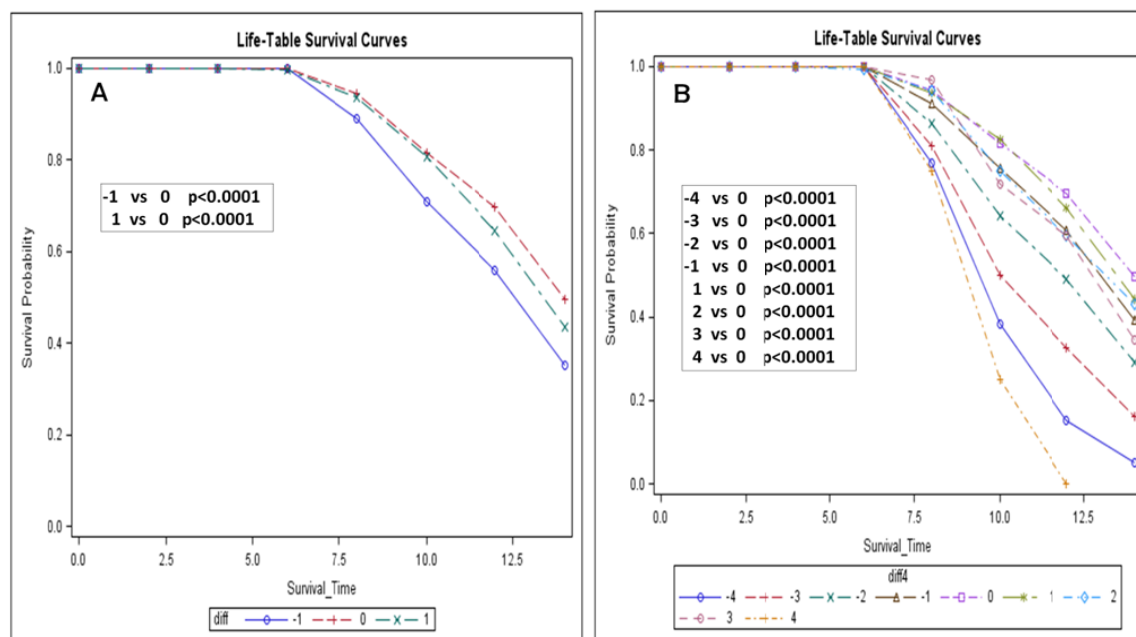 Life-Table Survival Curves
A
1.0
0.8
0.6
0.4
0.2
0.0
Survival Probability
-1 vs 0 p<0.0001
1 vs 0 p<0.0001
0.0 2.5 5.0 7.5 10.0 12.5
Survival_Time
diff -1 0 1
Life-Table Survival Curves
B
1.0
0.8
0.6
0.4
0.2
0.0
Survival Probability
-4 vs 0 p<0.0001
-3 vs 0 p<0.0001
-2 vs 0 p<0.0001
-1 vs 0 p<0.0001
1 vs 0 p<0.0001
2 vs 0 p<0.0001
3 vs 0 p<0.0001
4 vs 0 p<0.0001
0.0 2.5 5.0 7.5 10.0 12.5
Survival_Time
diff4
-4 -3 -2 -1 0 1 2
3 4